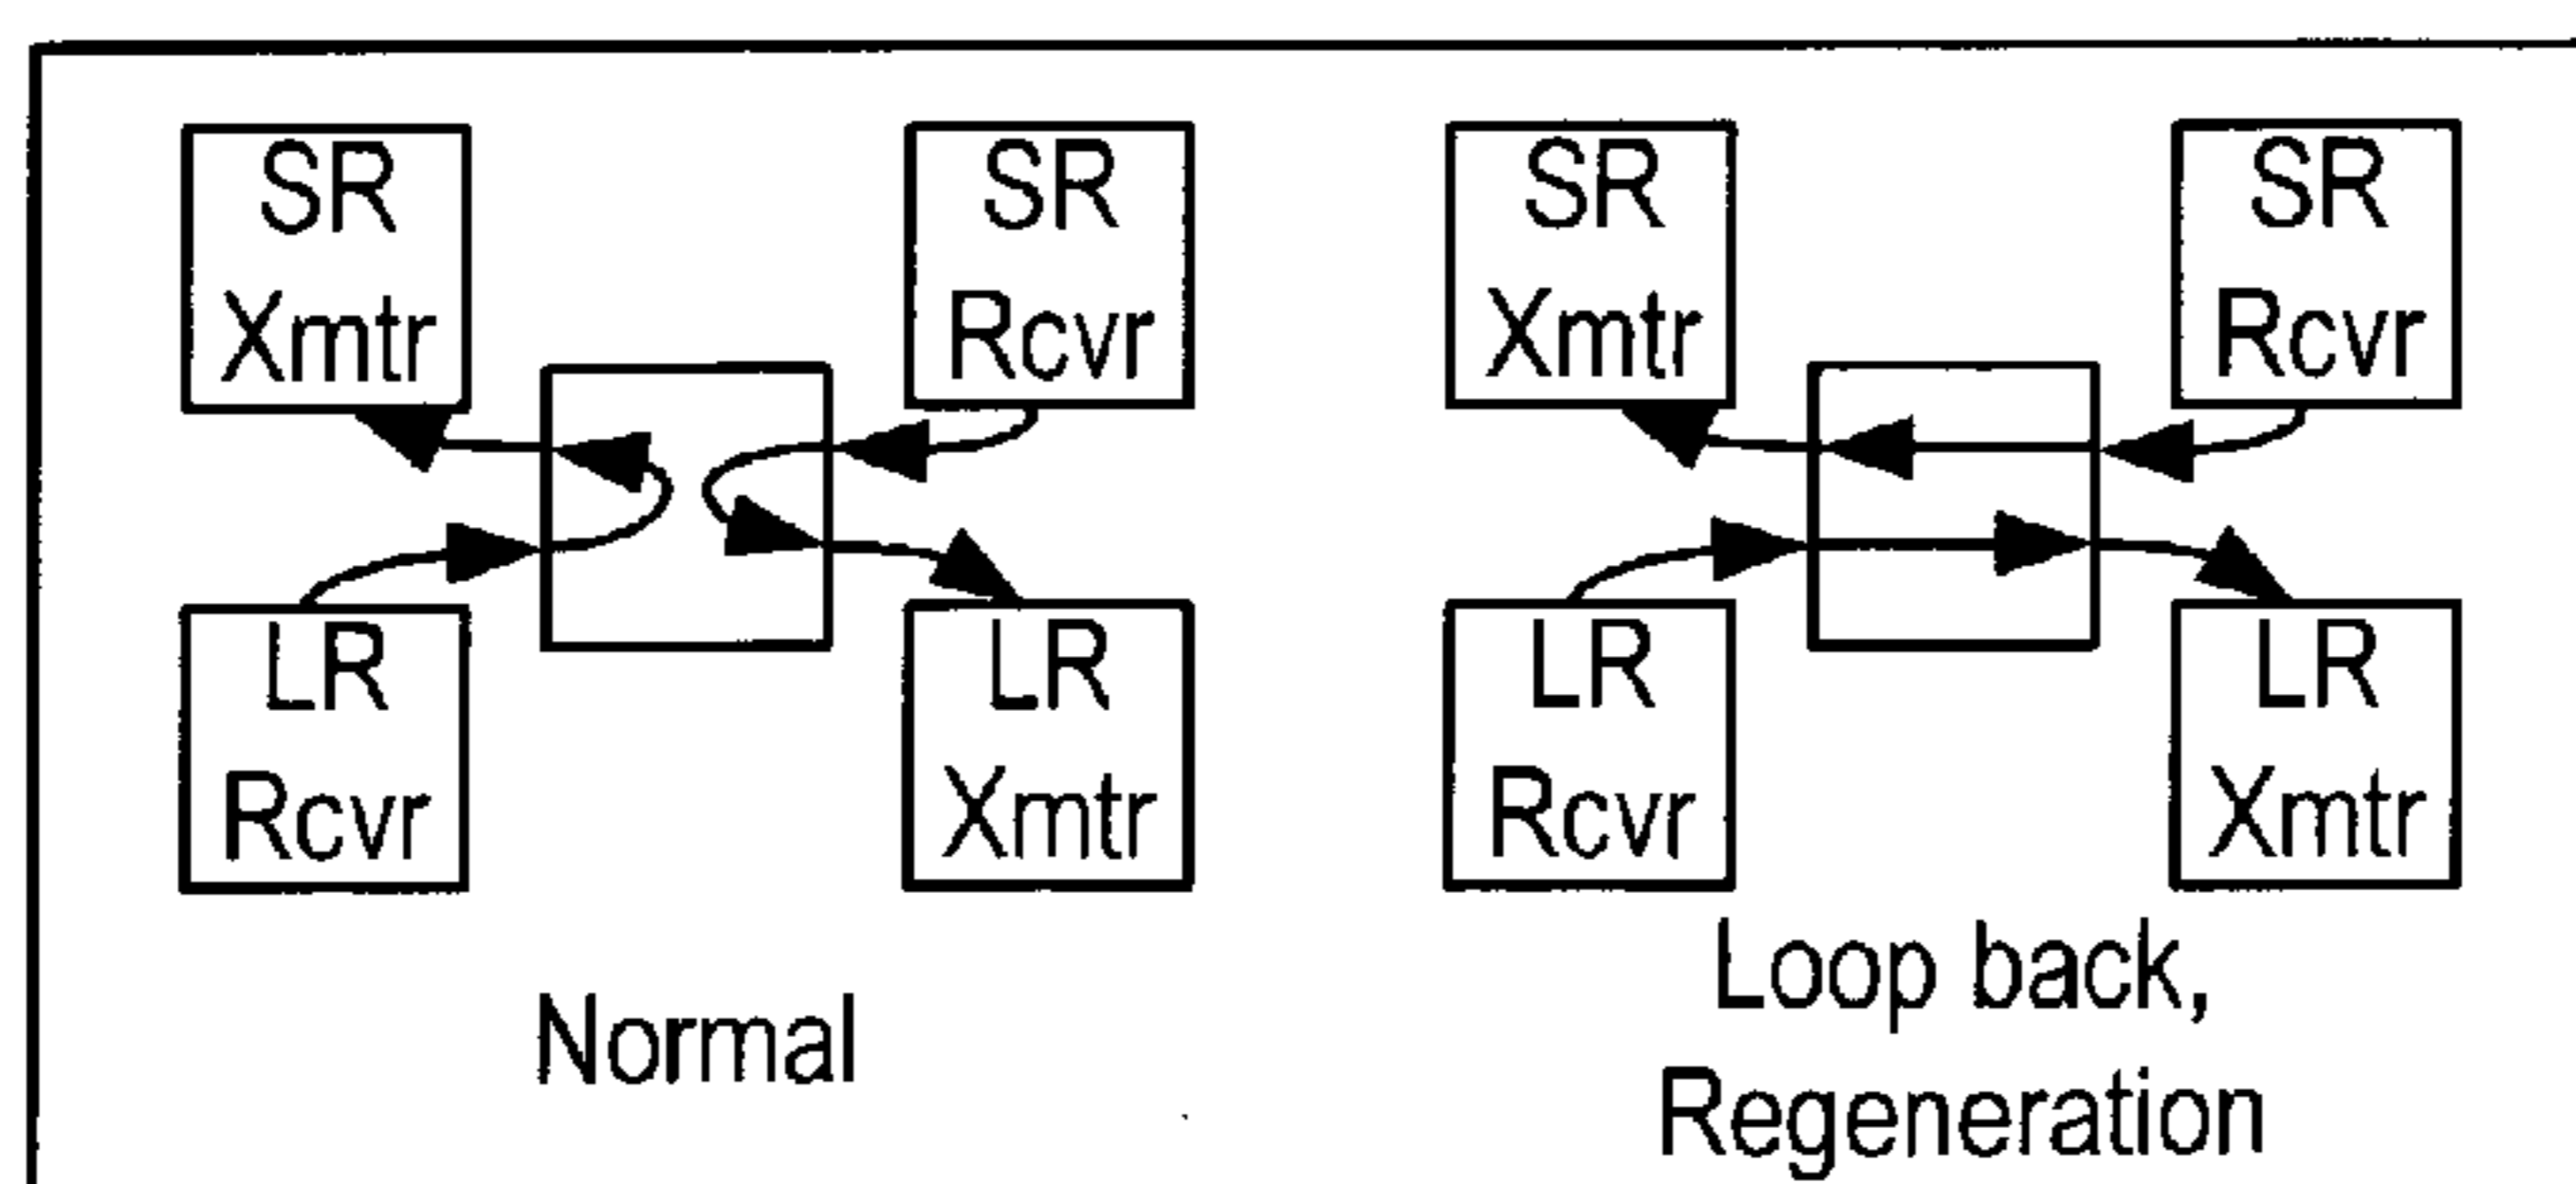 SR
Xmtr
SR
Rcvr
LR
Rcvr
LR
Xmtr
Normal
SR
Xmtr
SR
Rcvr
LR
Rcvr
LR
Xmtr
Loop back,
Regeneration